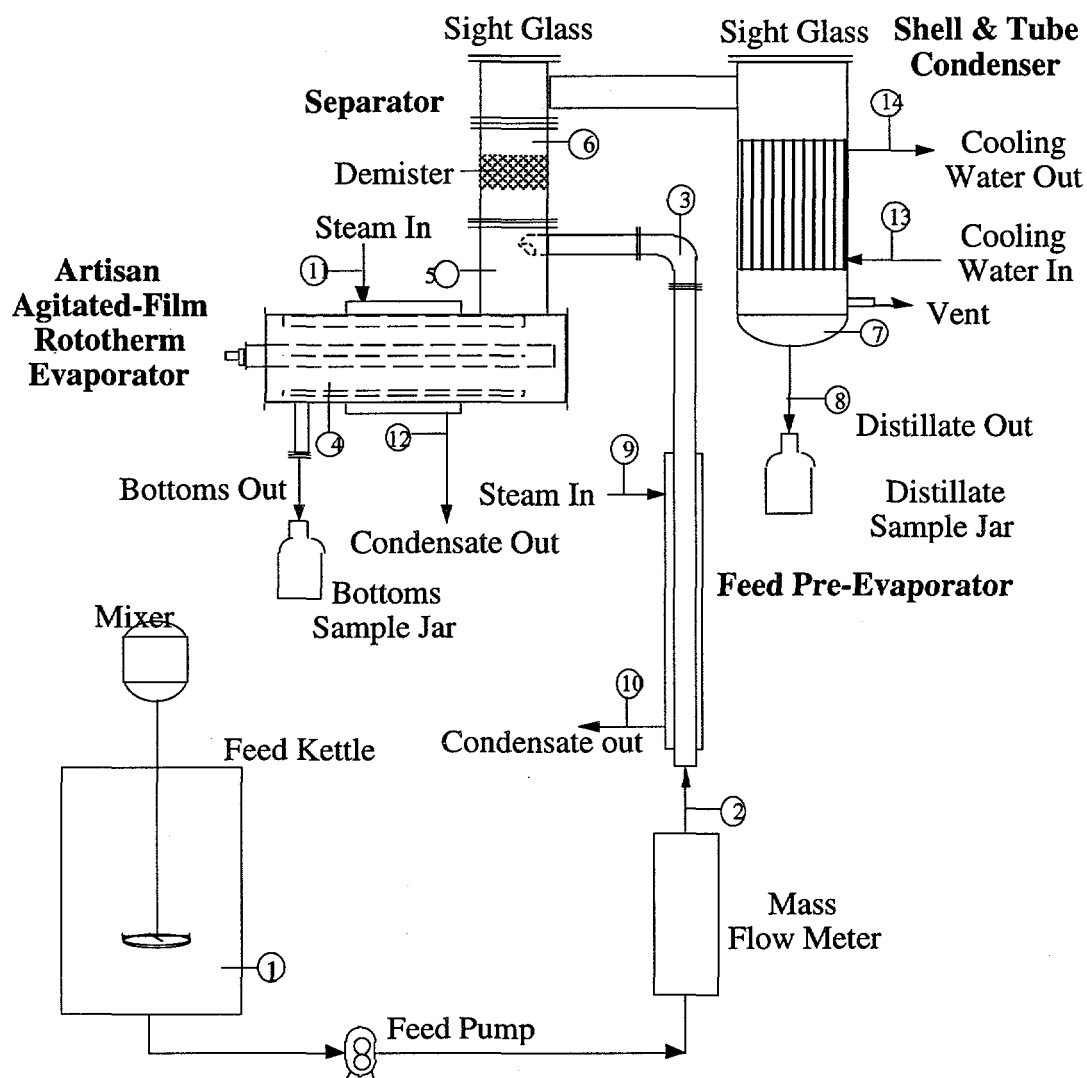 Sight Glass
Sight Glass
Shell & Tube
Condenser
Separator
14
6
Cooling
Water Out
Demister
3
13
Steam In
Cooling
Water In
11
5
Artisan
Agitated-Film
Rototherm
Evaporator
Vent
7
8
4
12
Distillate Out
9
Bottoms Out
Steam In
Distillate
Sample Jar
Condensate Out
Feed Pre-Evaporator
Bottoms
Sample Jar
Mixer
10
Condensate out
Feed Kettle
2
Mass
Flow Meter
1
Feed Pump